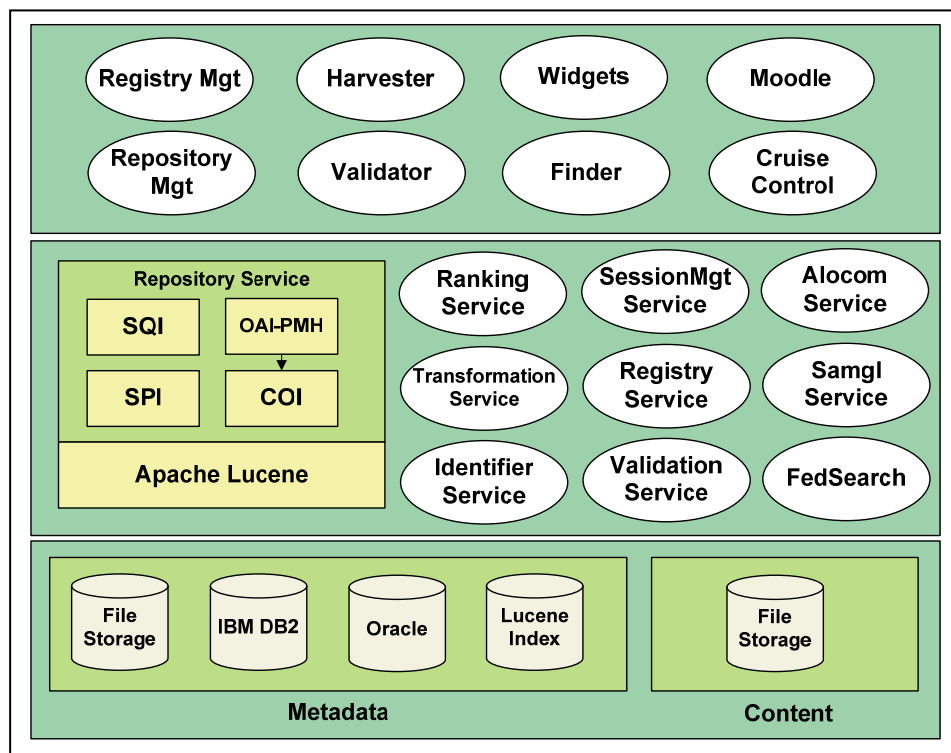 Registry Mgt
Harvester
Widgets
Moodle
Repository
Mgt
Validator
Finder
Cruise
Control
Repository Service
SQI
OAI-PMH
SPI
COI
Apache Lucene
Ranking
Service
SessionMgt
Service
Alocom
Service
Transformation
Service
Registry
Service
Samgl
Service
Identifier
Service
Validation
Service
FedSearch
File
Storage
IBM DB2
Oracle
Lucene
Index
File
Storage
Metadata
Content